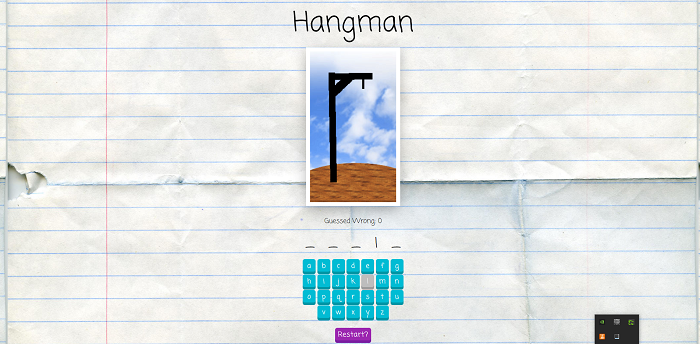 Hangman
Guessed Wrong: 0
_ _ _ l _
a b c d e f g
h i j k l m n
o p q r s t u
v w x y z
Restart?